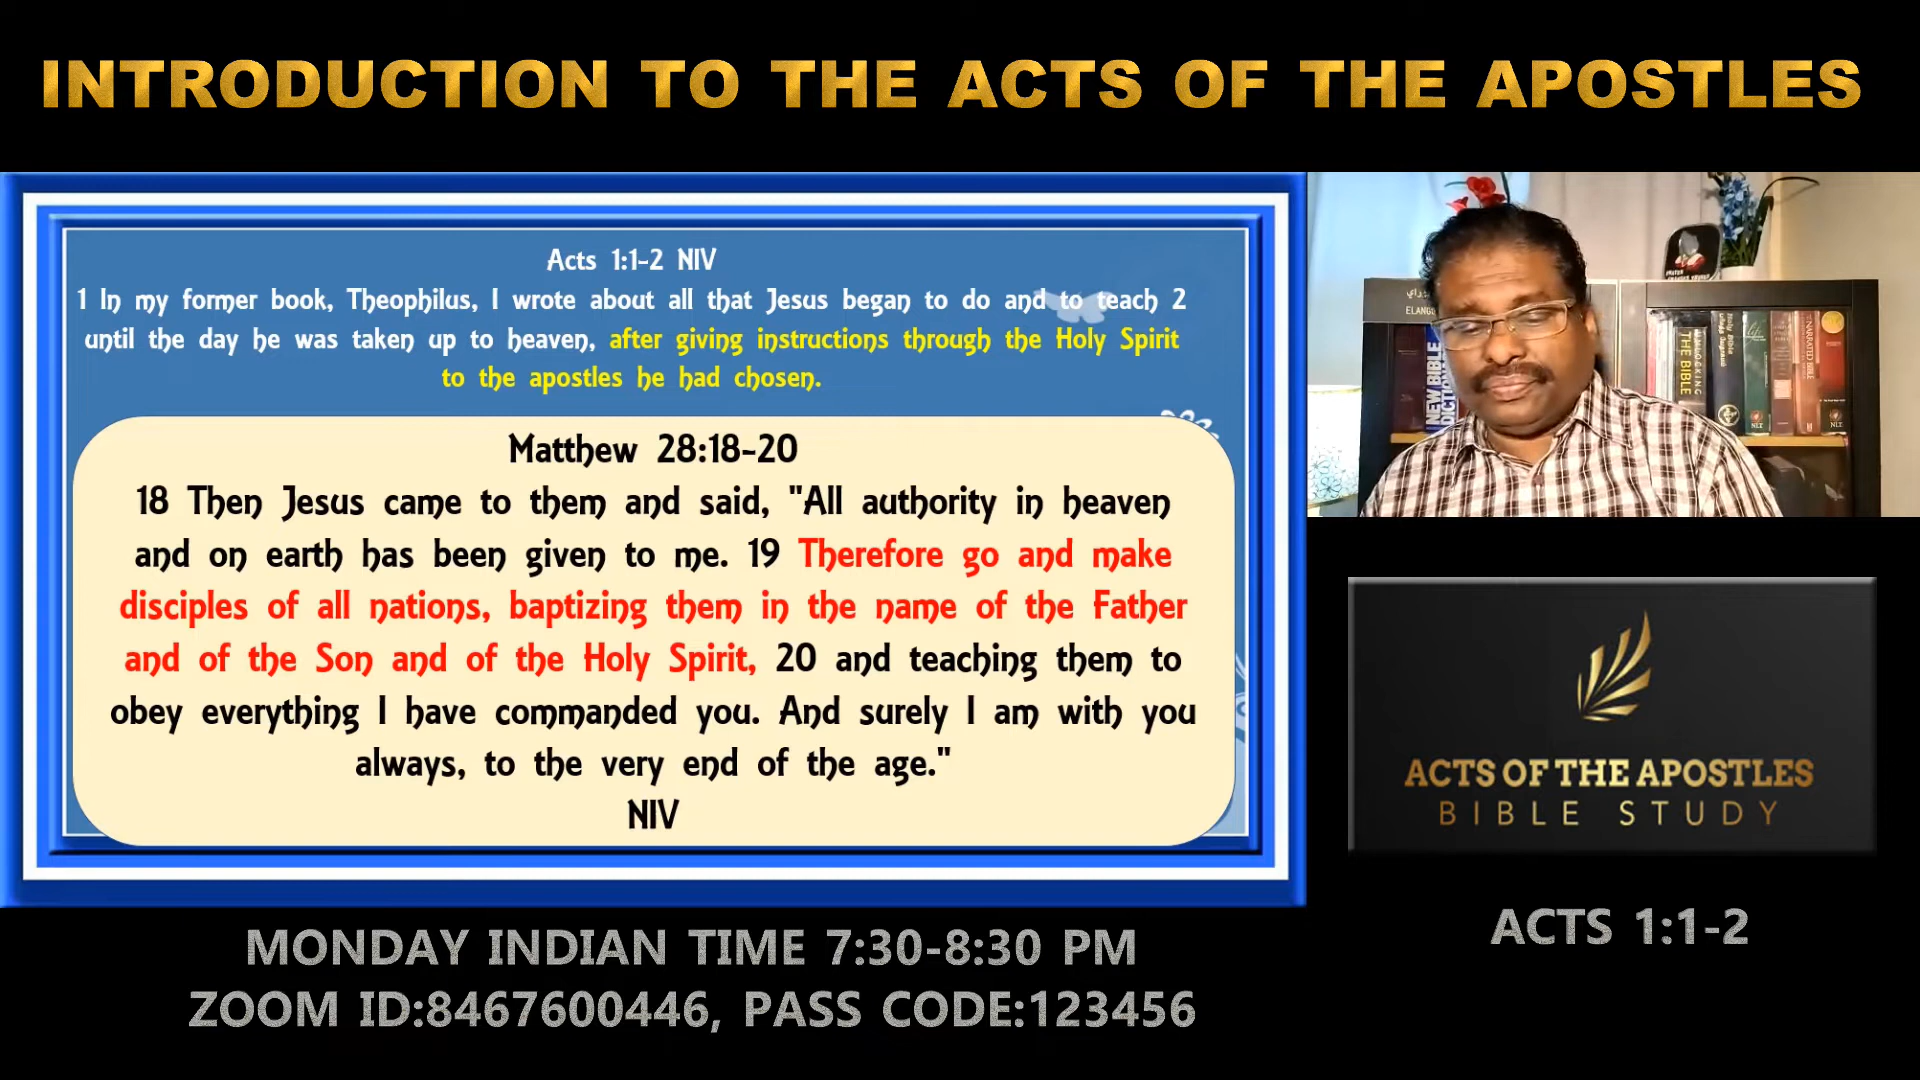 INTRODUCTION TO THE ACTS OF THE APOSTLES
Acts 1:1-2 NIV
1 In my former book, Theophilus, I wrote about all that Jesus began to do and to teach 2
until the day he was taken up to heaven, after giving instructions through the Holy Spirit
to the apostles he had chosen.
Matthew 28:18-20
18 Then Jesus came to them and said, "All authority in heaven
and on earth has been given to me. 19 Therefore go and make
disciples of all nations, baptizing them in the name of the Father
and of the Son and of the Holy Spirit, 20 and teaching them to
obey everything I have commanded you. And surely I am with you
always, to the very end of the age."
NIV
ELANG
NEW BIBLE
THE BIBLE
NLT
NLT
ACTS OF THE APOSTLES
BIBLE STUDY
ACTS 1:1-2
MONDAY INDIAN TIME 7:30-8:30 PM
ZOOM ID:8467600446, PASS CODE:123456